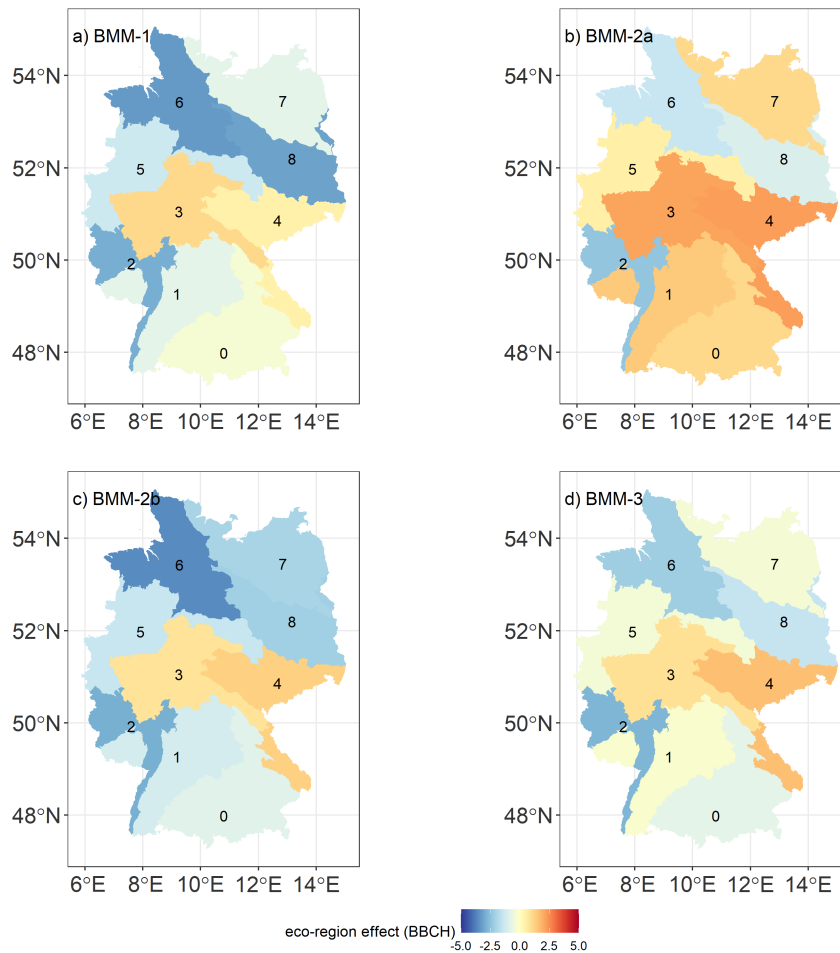 a) BMM-1
54°N
52°N
50°N
48°N
6
7
8
5
3
4
2
1
0
6°E 8°E 10°E 12°E 14°E
b) BMM-2a
54°N
52°N
50°N
48°N
6
7
8
5
3
4
2
1
0
6°E 8°E 10°E 12°E 14°E
c) BMM-2b
54°N
52°N
50°N
48°N
6
7
8
5
3
4
2
1
0
6°E 8°E 10°E 12°E 14°E
d) BMM-3
54°N
52°N
50°N
48°N
6
7
8
5
3
4
2
1
0
6°E 8°E 10°E 12°E 14°E
eco-region effect (BBCH)
-5.0 -2.5 0.0 2.5 5.0